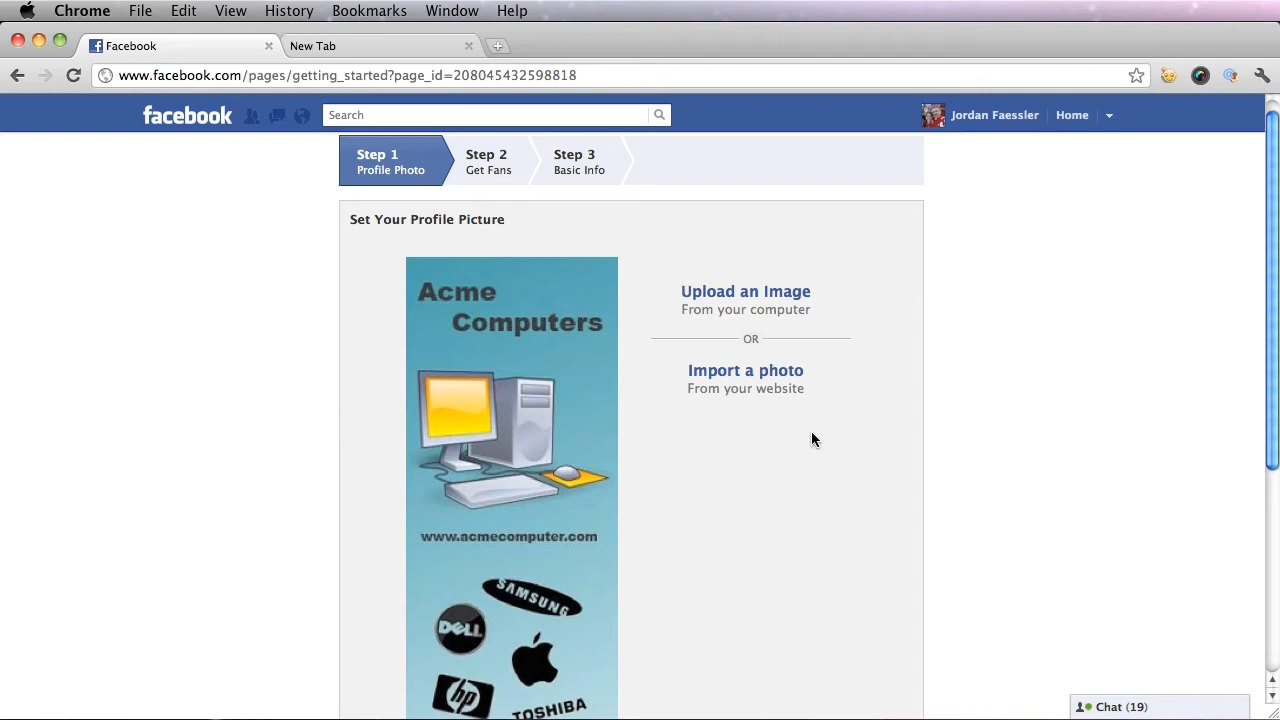 Chrome File Edit View History Bookmarks Window Help
Facebook New Tab
www.facebook.com/pages/getting_started?page_id=208045432598818
facebook Search Jordan Faessler Home
Step 1 Step 2 Step 3
Profile Photo Get Fans Basic Info
Set Your Profile Picture
Acme
Computers
www.acmecomputer.com
SAMSUNG
DELL
hp
TOSHIBA
Upload an Image
From your computer
OR
Import a photo
From your website
Chat (19)